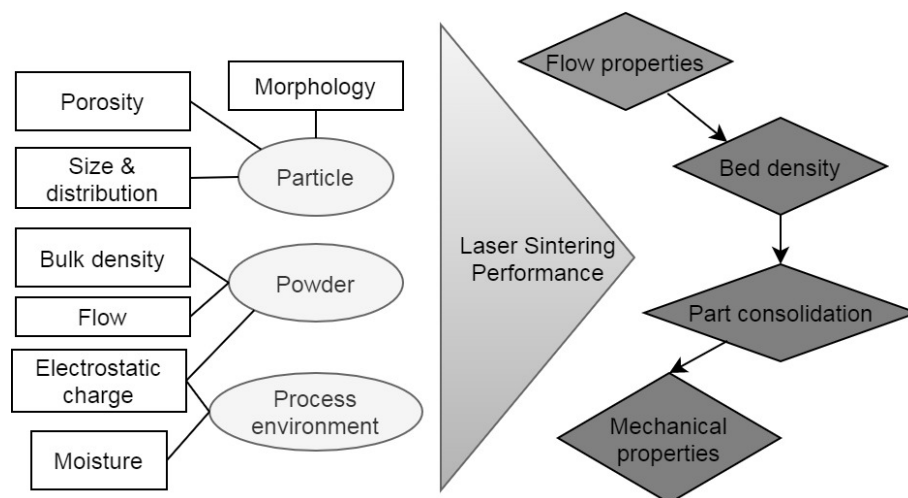 Porosity
Morphology
Size &
distribution
Particle
Bulk density
Flow
Powder
Electrostatic
charge
Process
environment
Moisture
Laser Sintering
Performance
Flow properties
Bed density
Part consolidation
Mechanical
properties